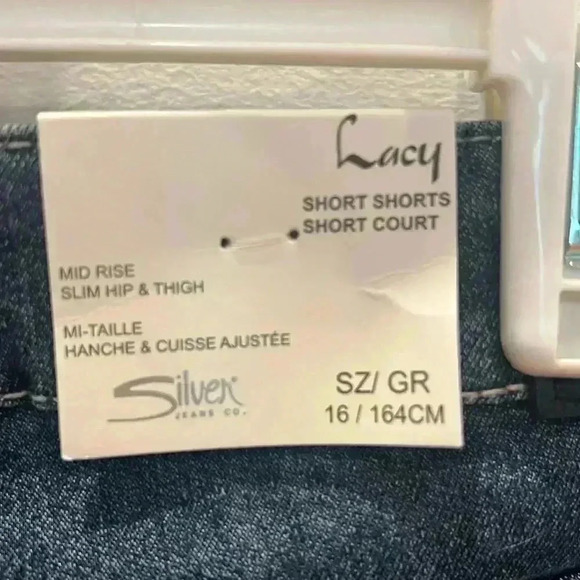 Lacy
SHORT SHORTS
SHORT COURT
MID RISE
SLIM HIP & THIGH
MI-TAILLE
HANCHE & CUISSE AJUSTÉE
Silver
JEANS CO.
SZ/ GR
16 / 164CM